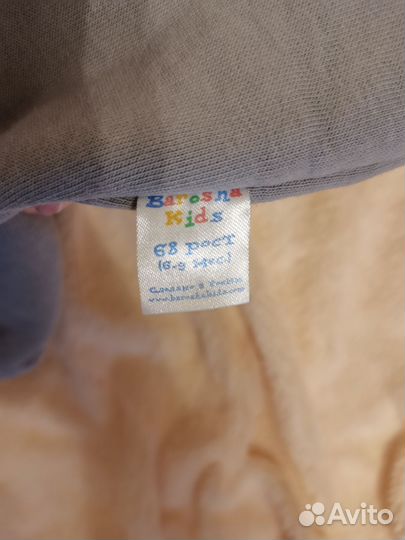 Barosha
Kids
68 рост
(6-9 мес.)
Сделано в России
www.baroshakids.com
Avito